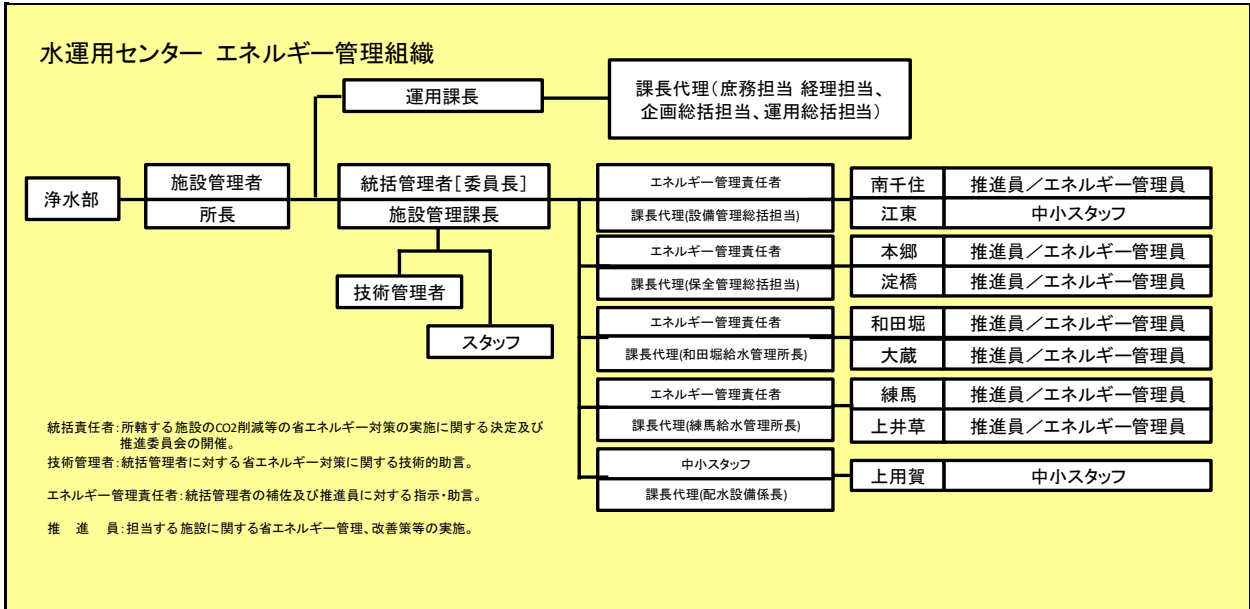 水運用センター エネルギー管理組織
運用課長
課長代理(庶務担当 経理担当、
企画総括担当、運用総括担当)
浄水部
施設管理者
所長
統括管理者[委員長]
施設管理課長
技術管理者
スタッフ
エネルギー管理責任者
課長代理(設備管理総括担当)
南千住 推進員/エネルギー管理員
江東 中小スタッフ
エネルギー管理責任者
課長代理(保全管理総括担当)
本郷 推進員/エネルギー管理員
淀橋 推進員/エネルギー管理員
エネルギー管理責任者
課長代理(和田堀給水管理所長)
和田堀 推進員/エネルギー管理員
大蔵 推進員/エネルギー管理員
エネルギー管理責任者
課長代理(練馬給水管理所長)
練馬 推進員/エネルギー管理員
上井草 推進員/エネルギー管理員
中小スタッフ
課長代理(配水設備係長)
上用賀 中小スタッフ
統括責任者:所轄する施設のCO2削減等の省エネルギー対策の実施に関する決定及び
推進委員会の開催。
技術管理者:統括管理者に対する省エネルギー対策に関する技術的助言。
エネルギー管理責任者:統括管理者の補佐及び推進員に対する指示・助言。
推 進 員:担当する施設に関する省エネルギー管理、改善策等の実施。